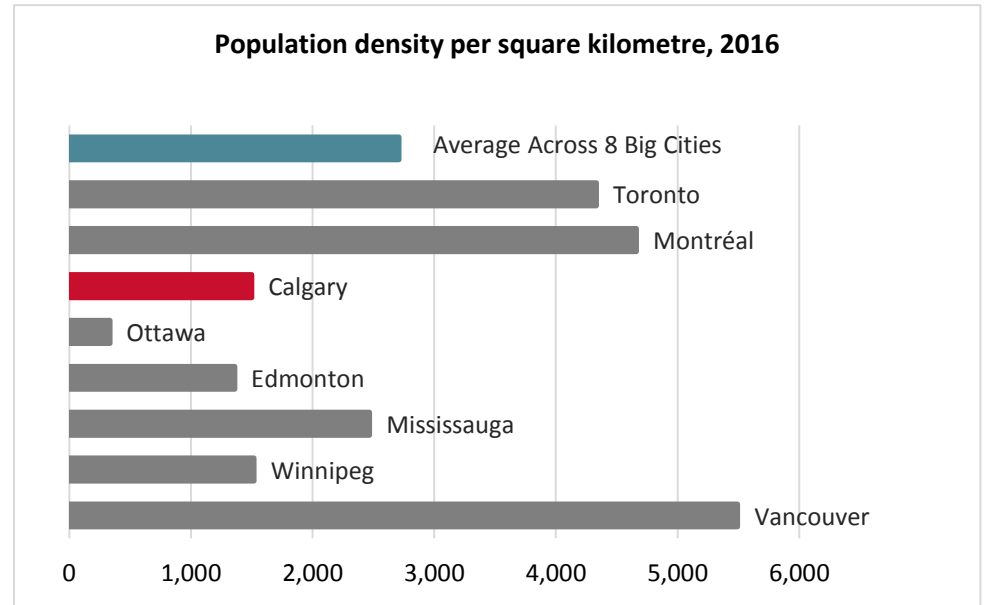 Population density per square kilometre, 2016
Average Across 8 Big Cities
Toronto
Montréal
Calgary
Ottawa
Edmonton
Mississauga
Winnipeg
Vancouver
0 1,000 2,000 3,000 4,000 5,000 6,000